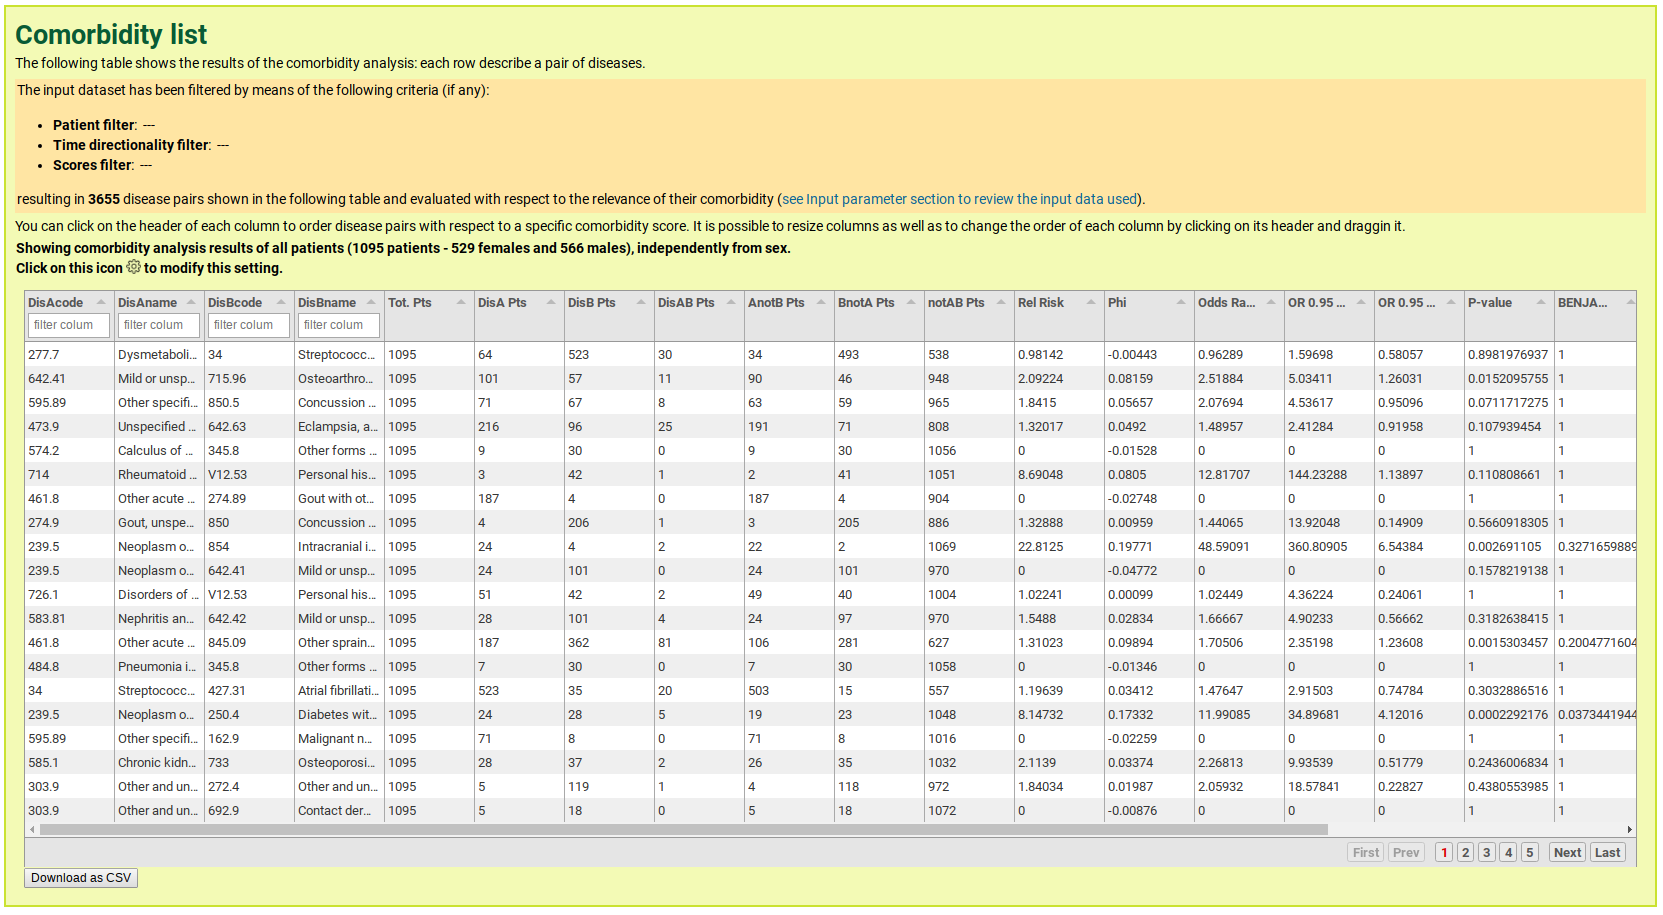 Comorbidity list
The following table shows the results of the comorbidity analysis: each row describe a pair of diseases.
The input dataset has been filtered by means of the following criteria (if any):
• Patient filter: ---
• Time directionality filter: ---
• Scores filter: ---
resulting in 3655 disease pairs shown in the following table and evaluated with respect to the relevance of their comorbidity (see Input parameter section to review the input data used).
You can click on the header of each column to order disease pairs with respect to a specific comorbidity score. It is possible to resize columns as well as to change the order of each column by clicking on its header and draggin it.
Showing comorbidity analysis results of all patients (1095 patients - 529 females and 566 males), independently from sex.
Click on this icon to modify this setting.
DisAcode DisAname DisBcode DisBname Tot. Pts DisA Pts DisB Pts DisAB Pts AnotB Pts BnotA Pts notAB Pts Rel Risk Phi Odds Ra... OR 0.95 ... OR 0.95 ... P-value BENJA...
filter colum filter colum filter colum filter colum
277.7 Dysmetaboli... 34 Streptococc... 1095 64 523 30 34 493 538 0.98142 -0.00443 0.96289 1.59698 0.58057 0.8981976937 1
642.41 Mild or unsp... 715.96 Osteoarthro... 1095 101 57 11 90 46 948 2.09224 0.08159 2.51884 5.03411 1.26031 0.0152095755 1
595.89 Other specifi... 850.5 Concussion ... 1095 71 67 8 63 59 965 1.8415 0.05657 2.07694 4.53617 0.95096 0.0711717275 1
473.9 Unspecified ... 642.63 Eclampsia, a... 1095 216 96 25 191 71 808 1.32017 0.0492 1.48957 2.41284 0.91958 0.107939454 1
574.2 Calculus of ... 345.8 Other forms ... 1095 9 30 0 9 30 1056 0 -0.01528 0 0 0 1 1
714 Rheumatoid ... V12.53 Personal his... 1095 3 42 1 2 41 1051 8.69048 0.0805 12.81707 144.23288 1.13897 0.110808661 1
461.8 Other acute ... 274.89 Gout with ot... 1095 187 4 0 187 4 904 0 -0.02748 0 0 0 1 1
274.9 Gout, unspe... 850 Concussion ... 1095 4 206 1 3 205 886 1.32888 0.00959 1.44065 13.92048 0.14909 0.5660918305 1
239.5 Neoplasm o... 854 Intracranial i... 1095 24 4 2 22 2 1069 22.8125 0.19771 48.59091 360.80905 6.54384 0.002691105 0.3271659889
239.5 Neoplasm o... 642.41 Mild or unsp... 1095 24 101 0 24 101 970 0 -0.04772 0 0 0 0.1578219138 1
726.1 Disorders of ... V12.53 Personal his... 1095 51 42 2 49 40 1004 1.02241 0.00099 1.02449 4.36224 0.24061 1 1
583.81 Nephritis an... 642.42 Mild or unsp... 1095 28 101 4 24 97 970 1.5488 0.02834 1.66667 4.90233 0.56662 0.3182638415 1
461.8 Other acute ... 845.09 Other sprain... 1095 187 362 81 106 281 627 1.31023 0.09894 1.70506 2.35198 1.23608 0.0015303457 0.2004771604
484.8 Pneumonia i... 345.8 Other forms ... 1095 7 30 0 7 30 1058 0 -0.01346 0 0 0 1 1
34 Streptococc... 427.31 Atrial fibrillati... 1095 523 35 20 503 15 557 1.19639 0.03412 1.47647 2.91503 0.74784 0.3032886516 1
239.5 Neoplasm o... 250.4 Diabetes wit... 1095 24 28 5 19 23 1048 8.14732 0.17332 11.99085 34.89681 4.12016 0.0002292176 0.0373441944
595.89 Other specifi... 162.9 Malignant n... 1095 71 8 0 71 8 1016 0 -0.02259 0 0 0 1 1
585.1 Chronic kidn... 733 Osteoporosi... 1095 28 37 2 26 35 1032 2.1139 0.03374 2.26813 9.93539 0.51779 0.2436006834 1
303.9 Other and un... 272.4 Other and un... 1095 5 119 1 4 118 972 1.84034 0.01987 2.05932 18.57841 0.22827 0.4380553985 1
303.9 Other and un... 692.9 Contact der... 1095 5 18 0 5 18 1072 0 -0.00876 0 0 0 1 1
First Prev 1 2 3 4 5 Next Last
Download as CSV